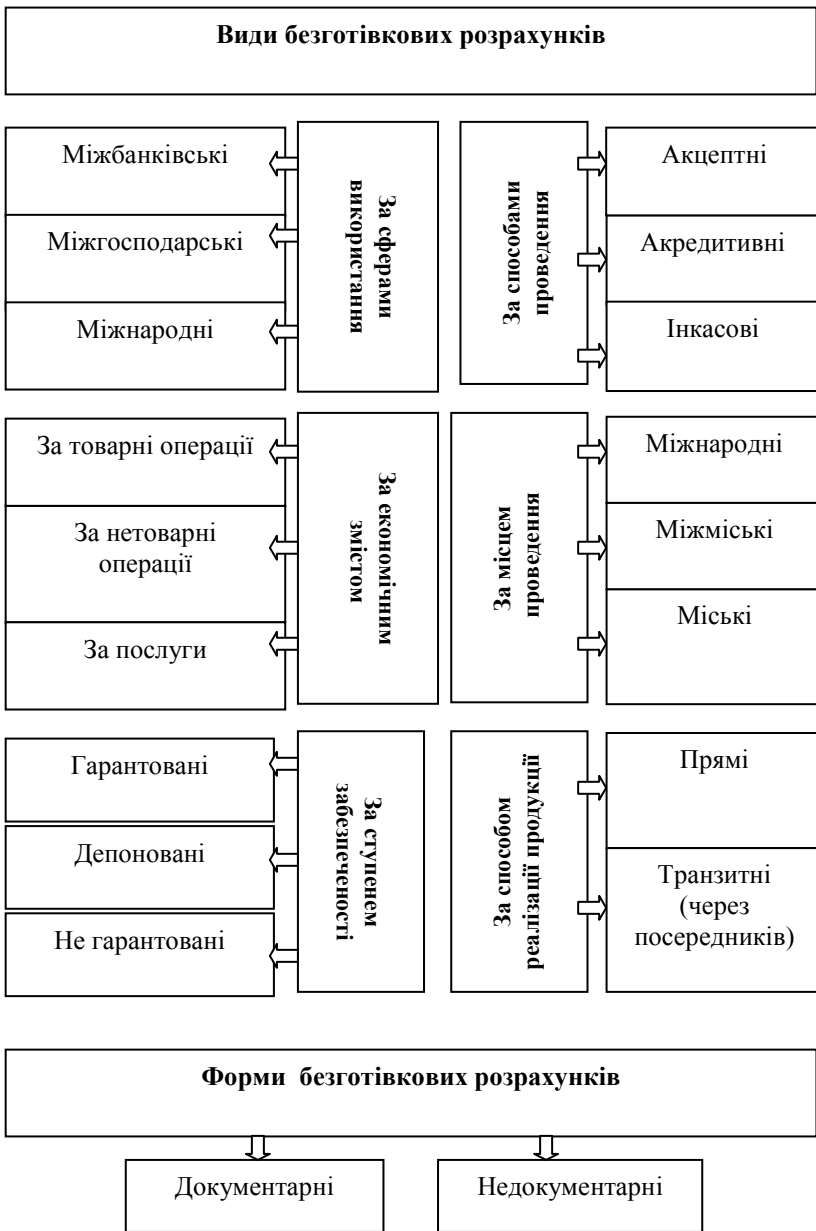 Види безготівкових розрахунків
Міжбанківські
Міжгосподарські
Міжнародні
За сферами
використання
За способами
проведення
Акцептні
Акредитивні
Інкасові
За товарні операції
За нетоварні
операції
За послуги
За економічним
змістом
За місцем
проведення
Міжнародні
Міжміські
Міські
Гарантовані
Депоновані
Не гарантовані
За ступенем
забезпеченості
За способом
реалізації продукції
Прямі
Транзитні
(через
посередників)
Форми безготівкових розрахунків
Документарні
Недокументарні